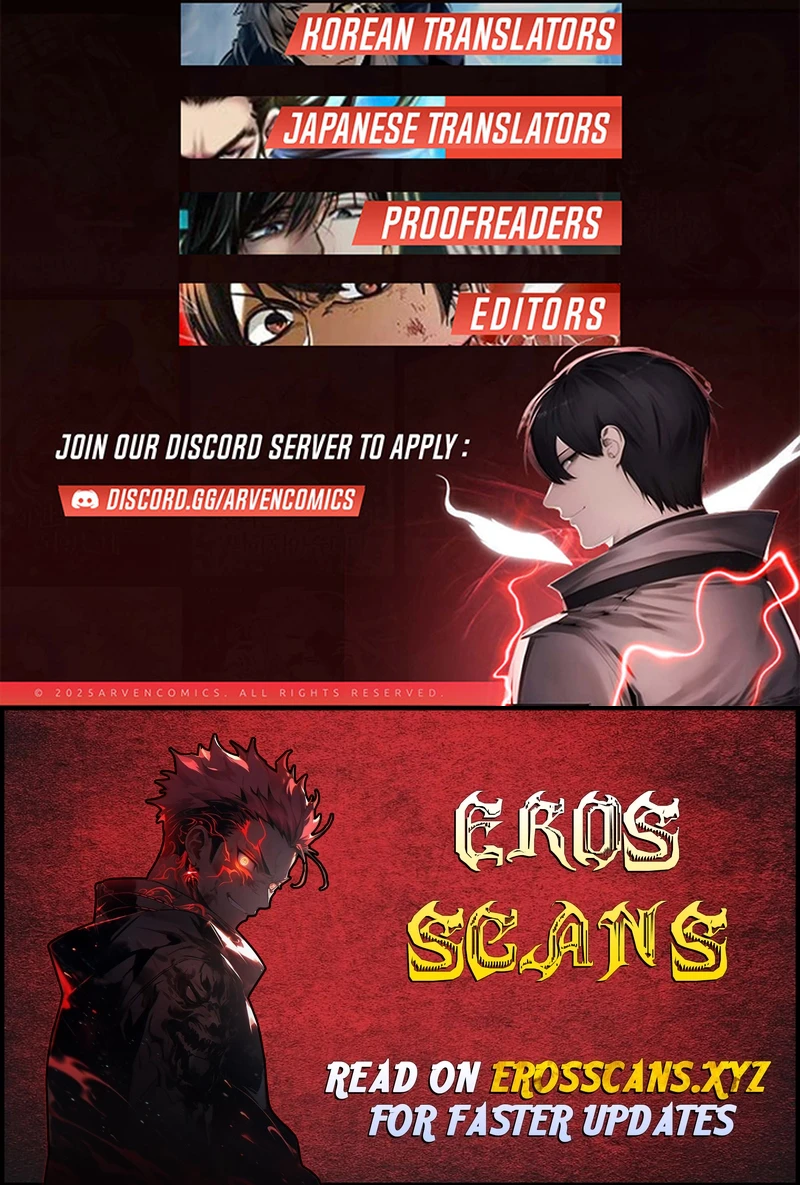 KOREAN TRANSLATORS
JAPANESE TRANSLATORS
PROOFREADERS
EDITORS
JOIN OUR DISCORD SERVER TO APPLY :
DISCORD.GG/ARVENCOMICS
© 2025ARVENCOMICS. ALL RIGHTS RESERVED.
EROS
SCANS
READ ON EROSSCANS.XYZ
FOR FASTER UPDATES